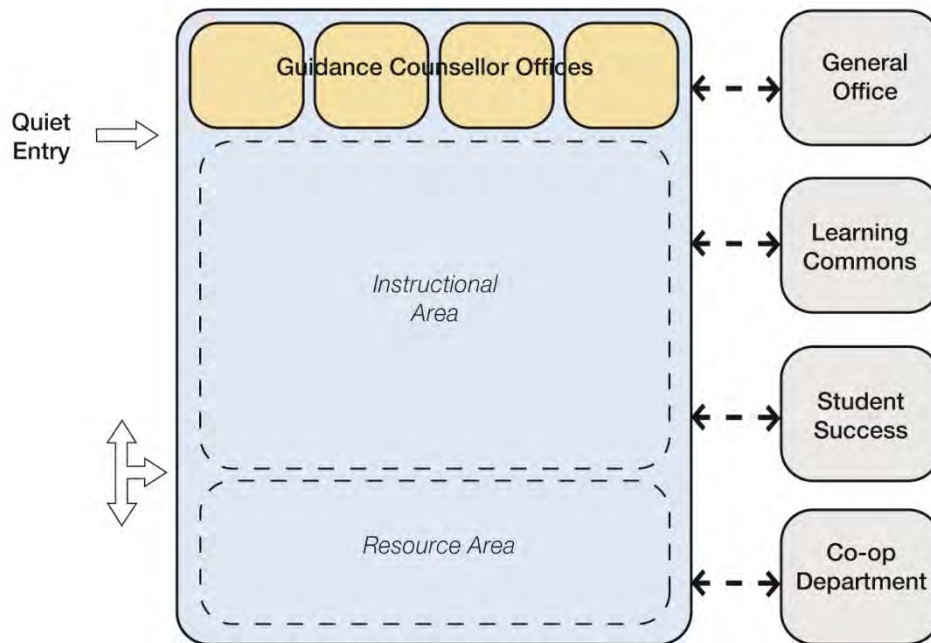 Guidance Counsellor Offices
General
Office
Quiet
Entry
Learning
Commons
Instructional
Area
Student
Success
Resource Area
Co-op
Department